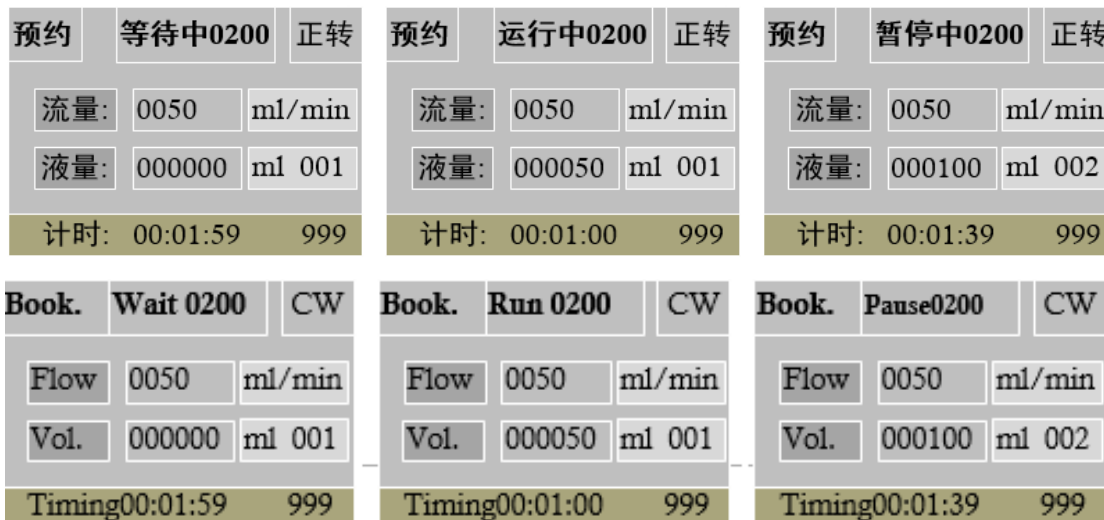 预约 等待中0200 正转
流量: 0050 ml/min
液量: 000000 ml 001
计时: 00:01:59 999
预约 运行中0200 正转
流量: 0050 ml/min
液量: 000050 ml 001
计时: 00:01:00 999
预约 暂停中0200 正转
流量: 0050 ml/min
液量: 000100 ml 002
计时: 00:01:39 999
Book. Wait 0200 CW
Flow 0050 ml/min
Vol. 000000 ml 001
Timing00:01:59 999
Book. Run 0200 CW
Flow 0050 ml/min
Vol. 000050 ml 001
Timing00:01:00 999
Book. Pause0200 CW
Flow 0050 ml/min
Vol. 000100 ml 002
Timing00:01:39 999